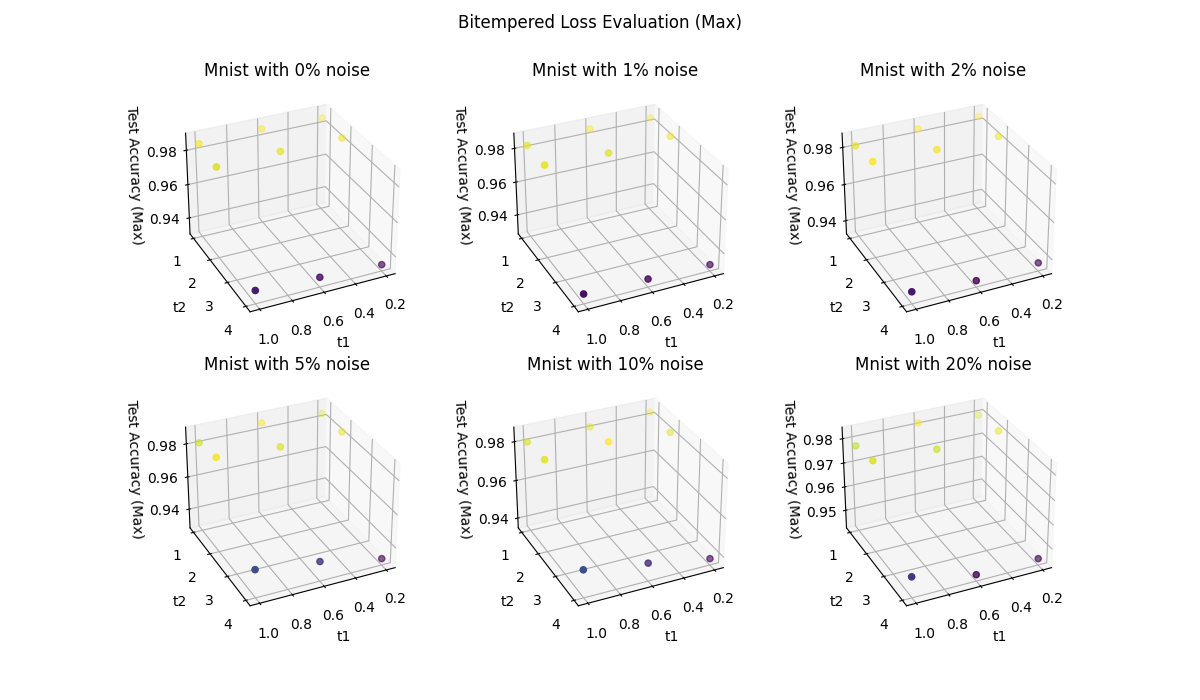 Bitempered Loss Evaluation (Max)
Mnist with 0% noise
Test Accuracy (Max)
0.98
0.96
0.94
1
2
3
4
t2
1.0
0.8
0.6
0.4
0.2
t1
Mnist with 1% noise
Test Accuracy (Max)
0.98
0.96
0.94
1
2
3
4
t2
1.0
0.8
0.6
0.4
0.2
t1
Mnist with 2% noise
Test Accuracy (Max)
0.98
0.96
0.94
1
2
3
4
t2
1.0
0.8
0.6
0.4
0.2
t1
Mnist with 5% noise
Test Accuracy (Max)
0.98
0.96
0.94
1
2
3
4
t2
1.0
0.8
0.6
0.4
0.2
t1
Mnist with 10% noise
Test Accuracy (Max)
0.98
0.96
0.94
1
2
3
4
t2
1.0
0.8
0.6
0.4
0.2
t1
Mnist with 20% noise
Test Accuracy (Max)
0.98
0.97
0.96
0.95
1
2
3
4
t2
1.0
0.8
0.6
0.4
0.2
t1